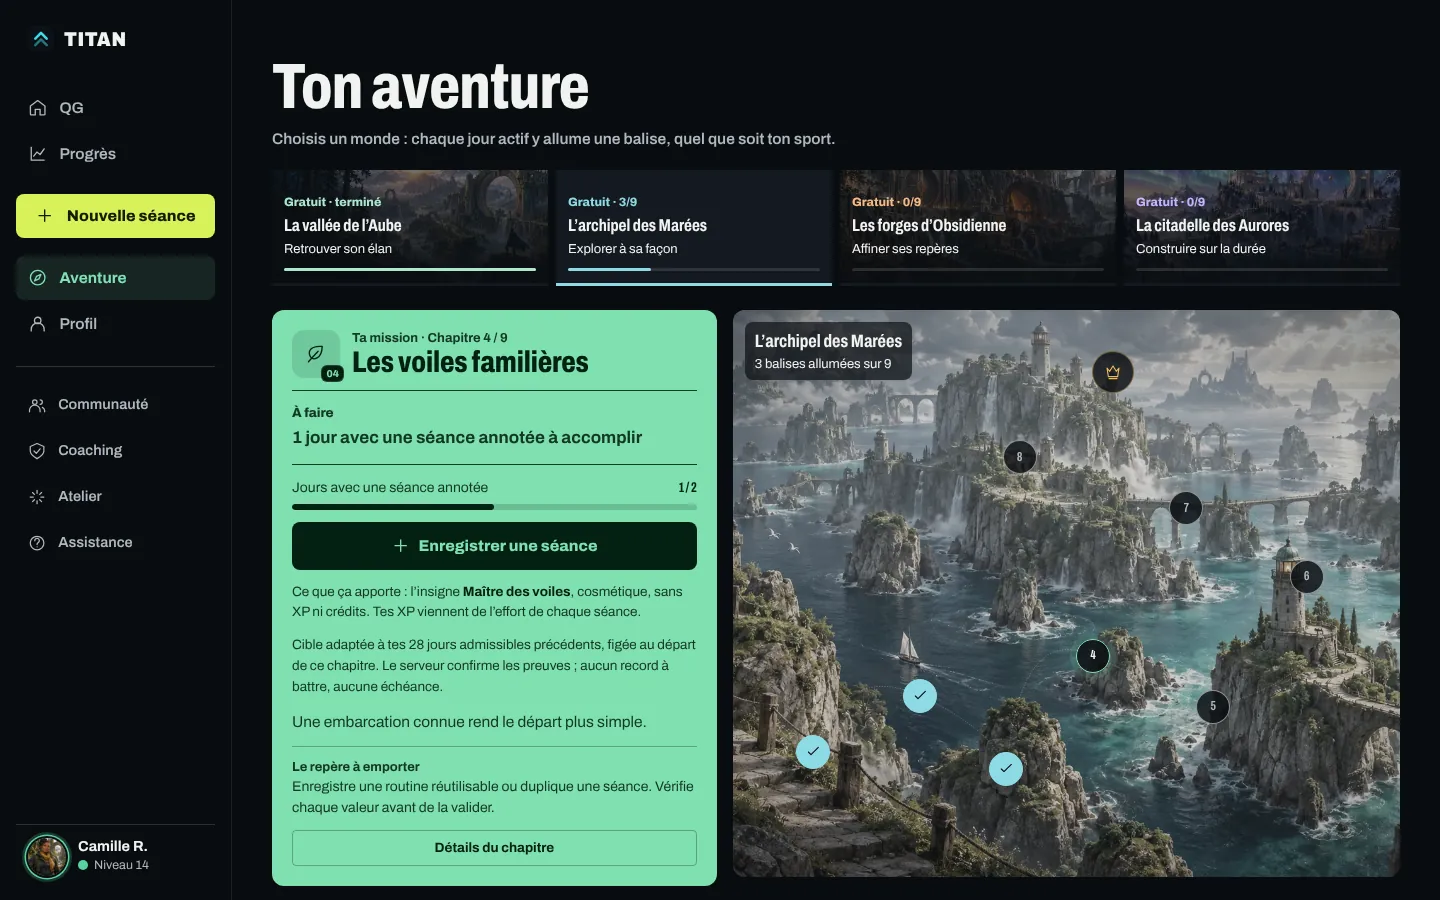 TITAN
QG
Progrès
Nouvelle séance
Aventure
Profil
Communauté
Coaching
Atelier
Assistance
Camille R.
Niveau 14
Ton aventure
Choisis un monde : chaque jour actif y allume une balise, quel que soit ton sport.
Gratuit · terminé
La vallée de l’Aube
Retrouver son élan
Gratuit · 3/9
L’archipel des Marées
Explorer à sa façon
Gratuit · 0/9
Les forges d’Obsidienne
Affiner ses repères
Gratuit · 0/9
La citadelle des Aurores
Construire sur la durée
04
Ta mission · Chapitre 4 / 9
Les voiles familières
À faire
1 jour avec une séance annotée à accomplir
Jours avec une séance annotée 1 / 2
Enregistrer une séance
Ce que ça apporte : l’insigne Maître des voiles, cosmétique, sans
XP ni crédits. Tes XP viennent de l’effort de chaque séance.
Cible adaptée à tes 28 jours admissibles précédents, figée au départ
de ce chapitre. Le serveur confirme les preuves ; aucun record à
battre, aucune échéance.
Une embarcation connue rend le départ plus simple.
Le repère à emporter
Enregistre une routine réutilisable ou duplique une séance. Vérifie
chaque valeur avant de la valider.
Détails du chapitre
L’archipel des Marées
3 balises allumées sur 9
8
7
6
4
5